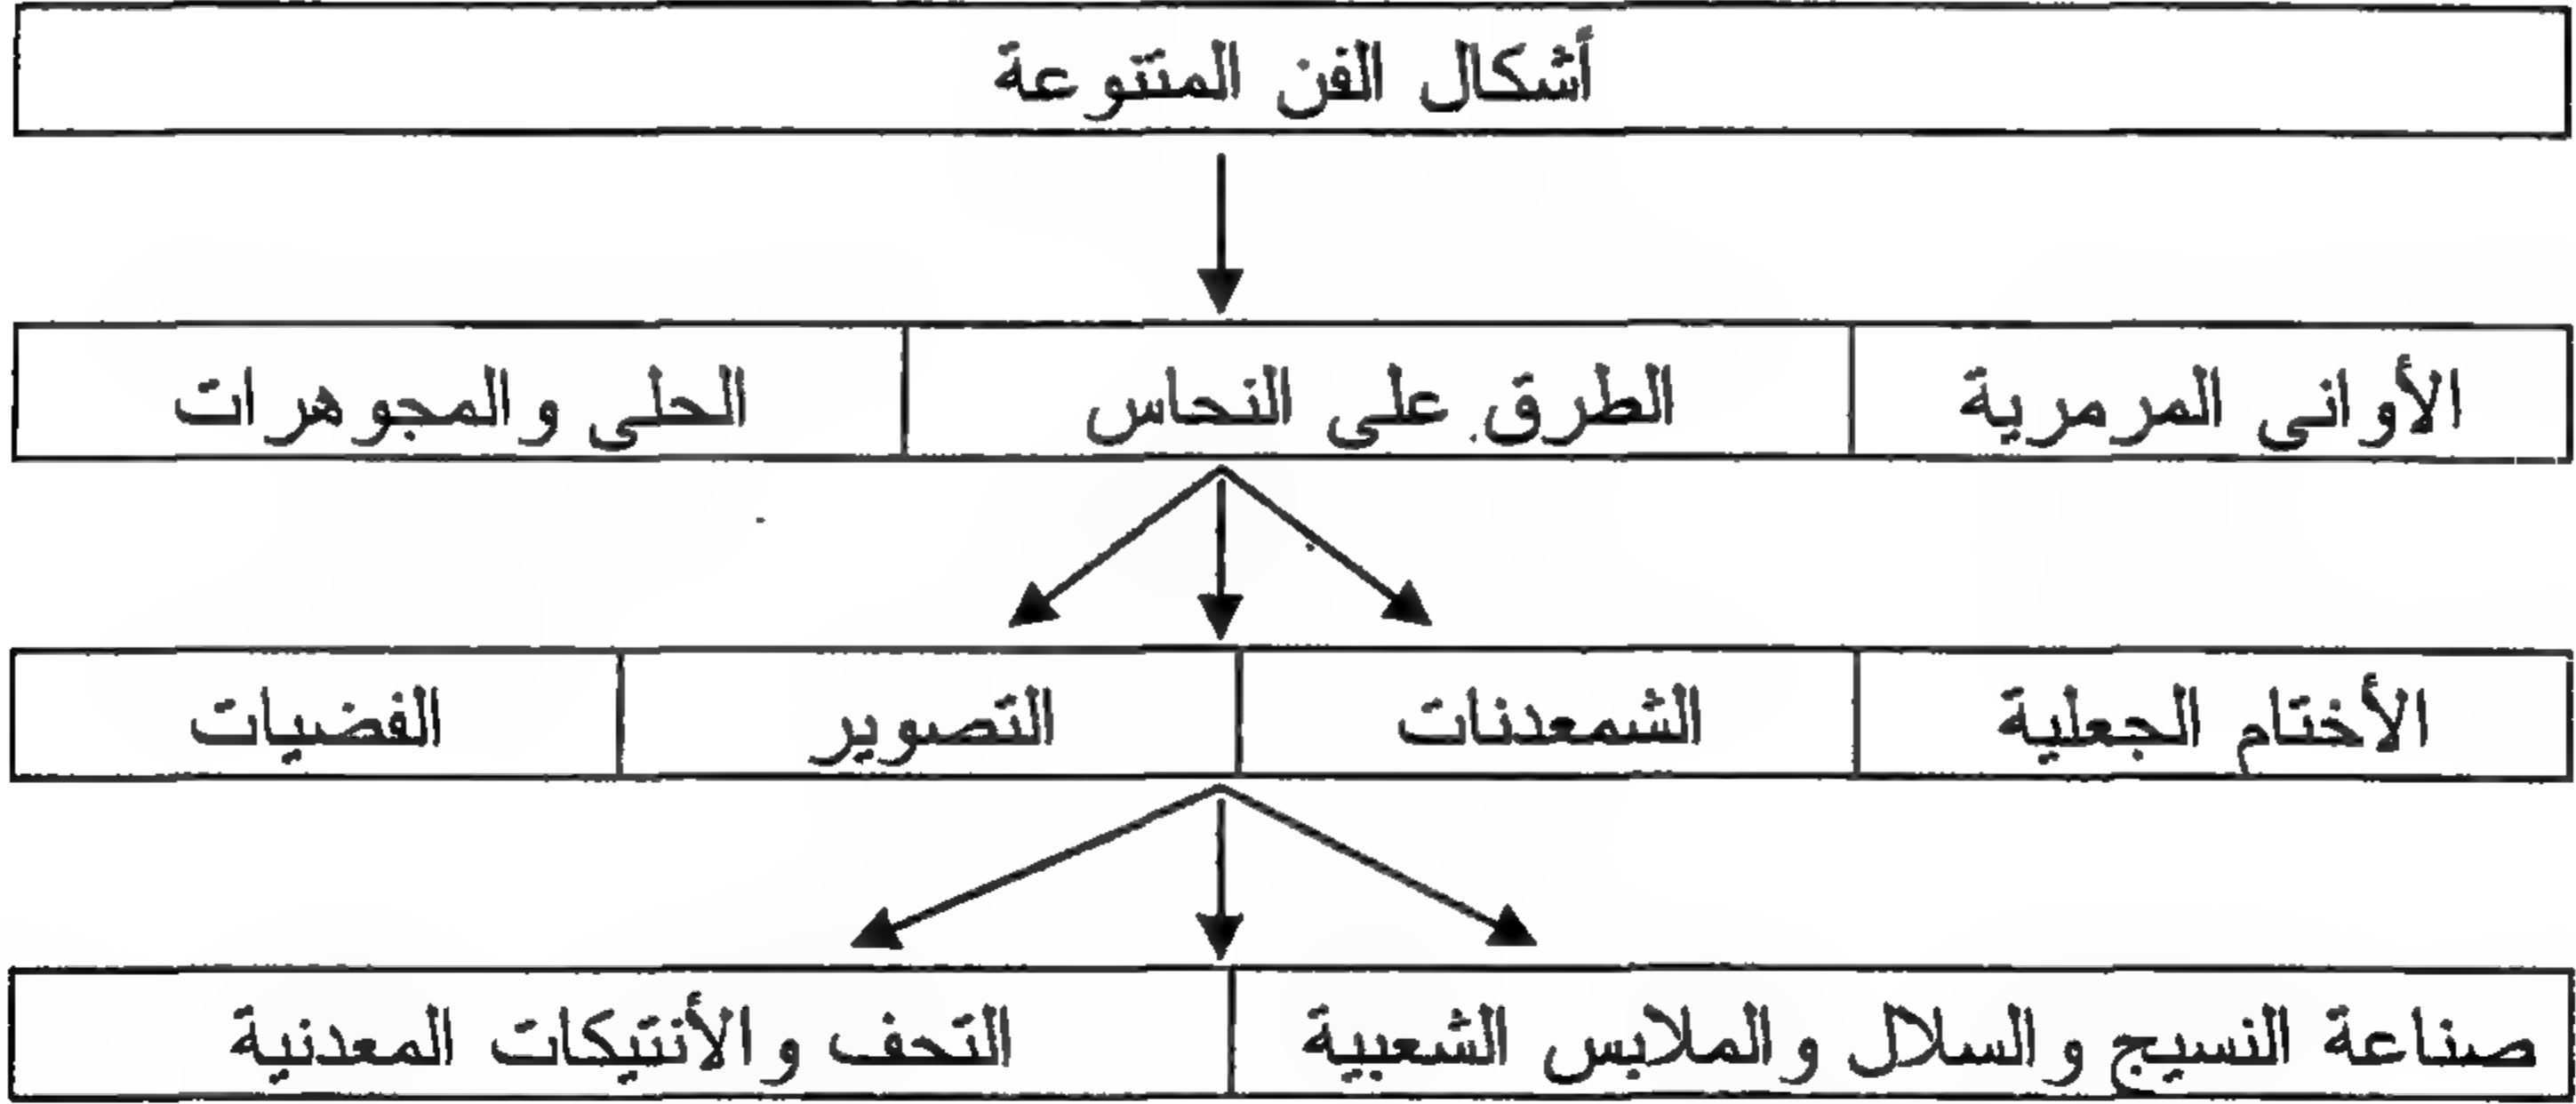 أشكال الفن المتنوعة
الأوانى المرمرية الطرق على النحاس الحلى والمجوهرات
الأختام الجعلية الشمعدنات التصوير الفضيات
صناعة النسيج والسلال والملابس الشعبية التحف والأنتيكات المعدنية